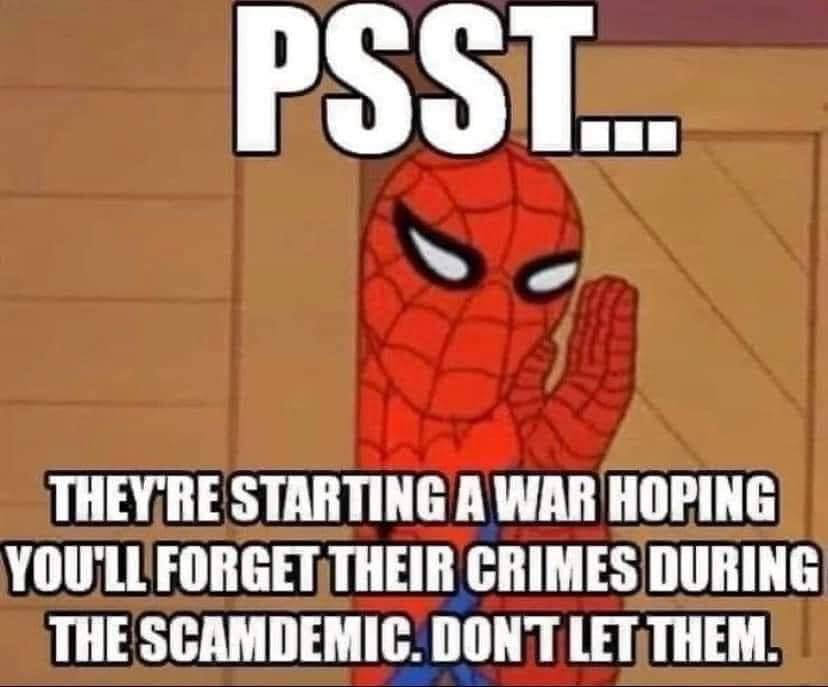 PSST...
THEY'RE STARTING A WAR HOPING
YOU'LL FORGET THEIR CRIMES DURING
THE SCAMDEMIC. DON'T LET THEM.